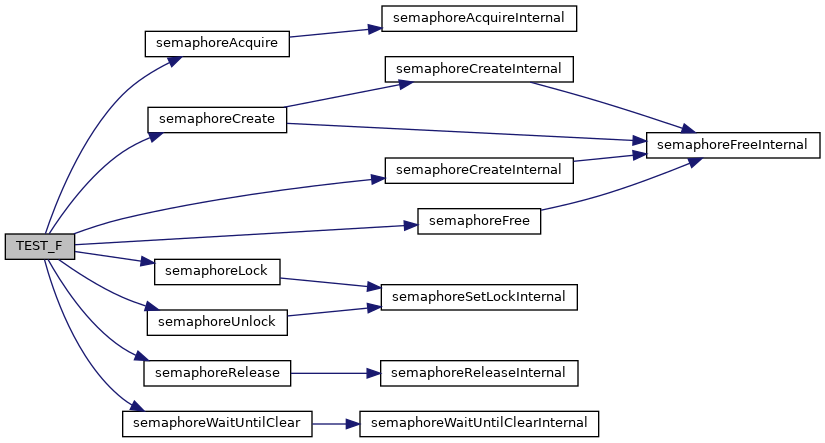 semaphoreAcquireInternal
semaphoreAcquire
semaphoreCreateInternal
semaphoreCreate
semaphoreFreeInternal
semaphoreCreateInternal
semaphoreFree
TEST_F
semaphoreLock
semaphoreSetLockInternal
semaphoreUnlock
semaphoreRelease
semaphoreReleaseInternal
semaphoreWaitUntilClear
semaphoreWaitUntilClearInternal